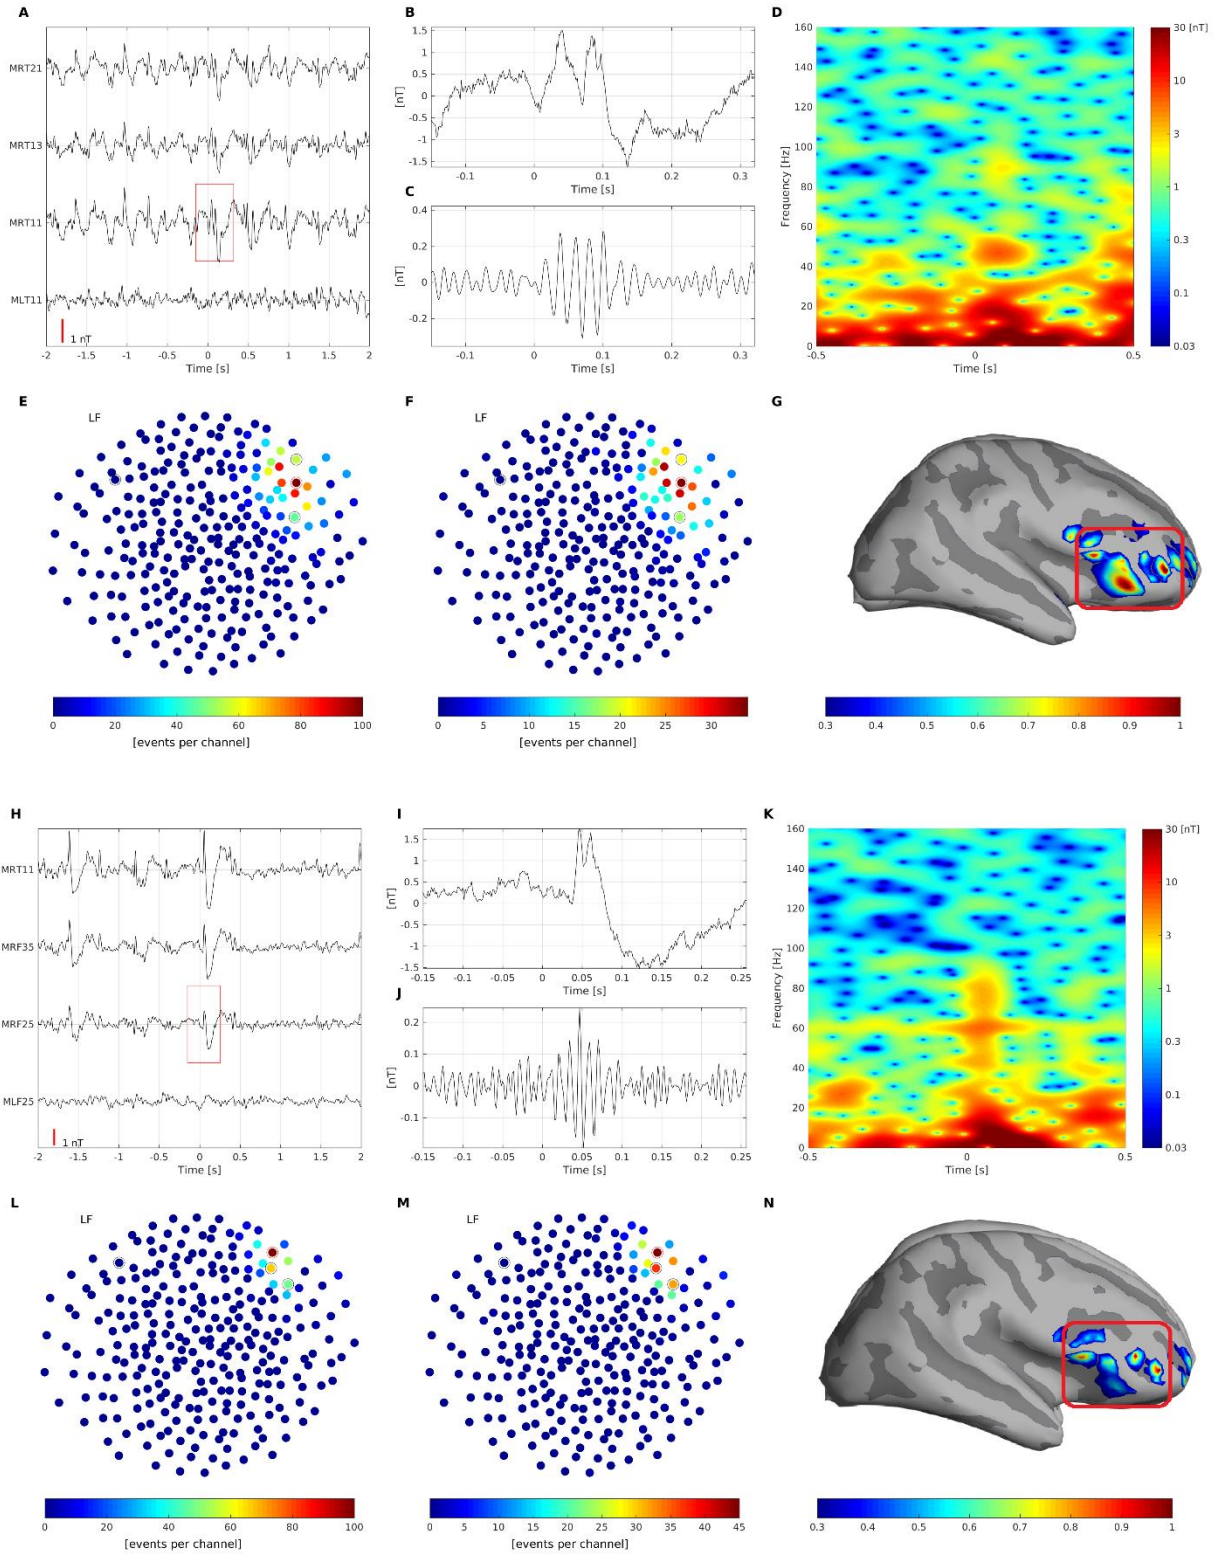 A
MRT21
MRT13
MRT11
MLT11
1 nT
-2 -1.5 -1 -0.5 0 0.5 1 1.5 2
Time [s]
B
1.5
1
0.5
0
-0.5
-1
-1.5
[nT]
-0.1 0 0.1 0.2 0.3
Time [s]
C
0.4
0.2
0
-0.2
[nT]
-0.1 0 0.1 0.2 0.3
Time [s]
D
160
140
120
100
80
60
40
20
0
Frequency [Hz]
-0.5 0 0.5
Time [s]
30 [nT]
10
3
1
0.3
0.1
0.03
E
LF
0 20 40 60 80 100
[events per channel]
F
LF
0 5 10 15 20 25 30
[events per channel]
G
0.3 0.4 0.5 0.6 0.7 0.8 0.9 1
H
MRT11
MRF35
MRF25
MLF25
1 nT
-2 -1.5 -1 -0.5 0 0.5 1 1.5 2
Time [s]
I
1.5
1
0.5
0
-0.5
-1
-1.5
[nT]
-0.15 -0.1 -0.05 0 0.05 0.1 0.15 0.2 0.25
Time [s]
J
0.2
0.1
0
-0.1
[nT]
-0.15 -0.1 -0.05 0 0.05 0.1 0.15 0.2 0.25
Time [s]
K
160
140
120
100
80
60
40
20
0
Frequency [Hz]
-0.5 0 0.5
Time [s]
30 [nT]
10
3
1
0.3
0.1
0.03
L
LF
0 20 40 60 80 100
[events per channel]
M
LF
0 5 10 15 20 25 30 35 40 45
[events per channel]
N
0.3 0.4 0.5 0.6 0.7 0.8 0.9 1